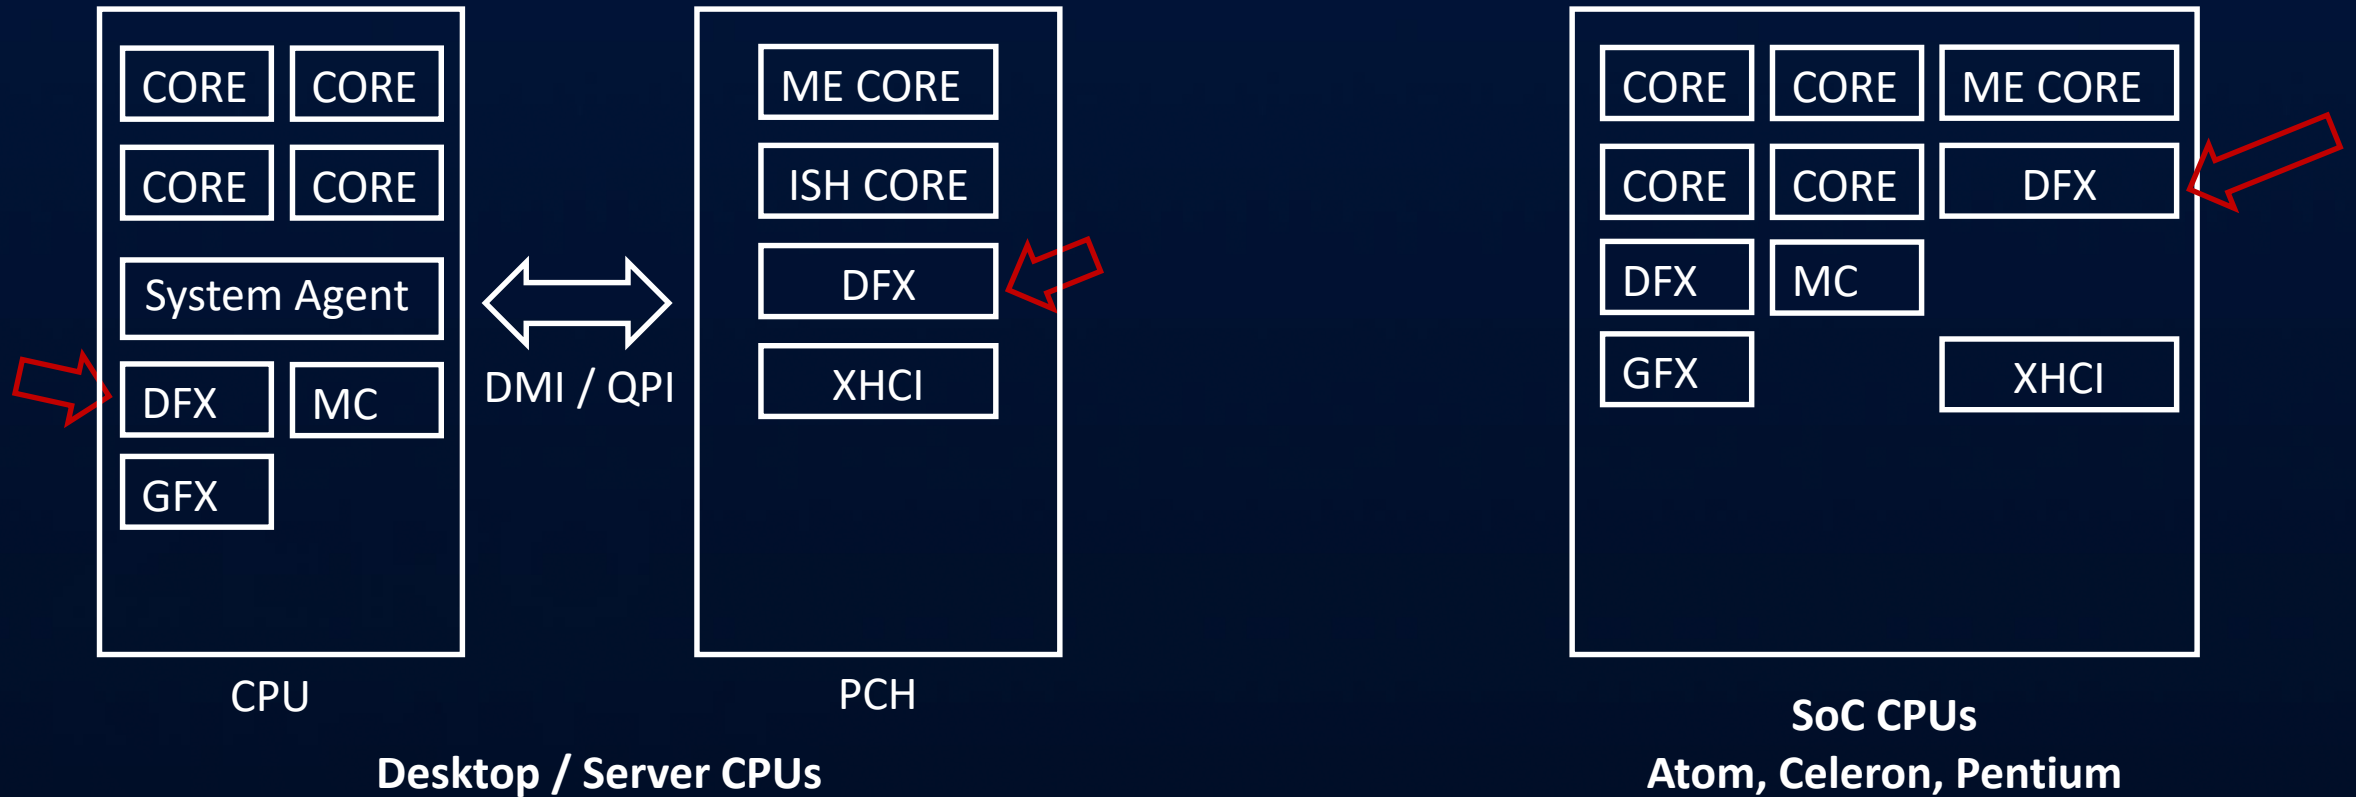 CORE CORE
CORE CORE
System Agent
DFX MC
GFX
CPU
DMI / QPI
ME CORE
ISH CORE
DFX
XHCI
PCH
Desktop / Server CPUs
CORE CORE ME CORE
CORE CORE DFX
DFX MC
GFX XHCI
SoC CPUs
Atom, Celeron, Pentium